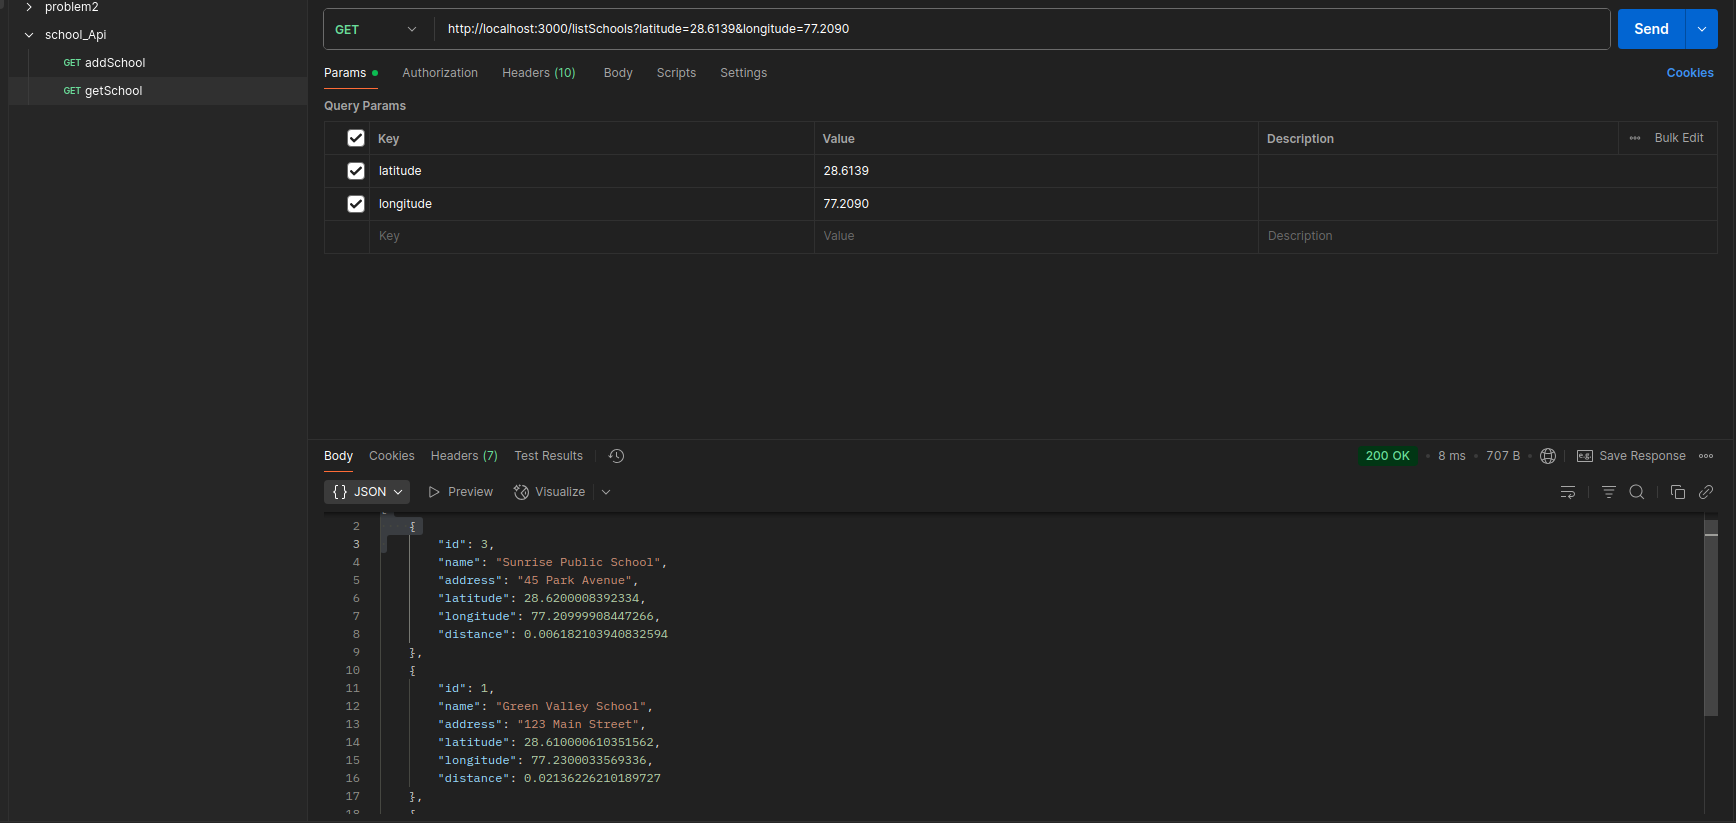 problem2
school_Api
GET addSchool
GET getSchool
GET http://localhost:3000/listSchools?latitude=28.6139&longitude=77.2090 Send
Params Authorization Headers (10) Body Scripts Settings Cookies
Query Params
Key Value Description Bulk Edit
latitude 28.6139
longitude 77.2090
Key Value Description
Body Cookies Headers (7) Test Results 200 OK 8 ms 707 B e.g. Save Response
{} JSON Preview Visualize
2 {
3 "id": 3,
4 "name": "Sunrise Public School",
5 "address": "45 Park Avenue",
6 "latitude": 28.6200008392334,
7 "longitude": 77.20999908447266,
8 "distance": 0.006182103940832594
9 },
10 {
11 "id": 1,
12 "name": "Green Valley School",
13 "address": "123 Main Street",
14 "latitude": 28.610000610351562,
15 "longitude": 77.2300033569336,
16 "distance": 0.02136226210189727
17 },
18 {